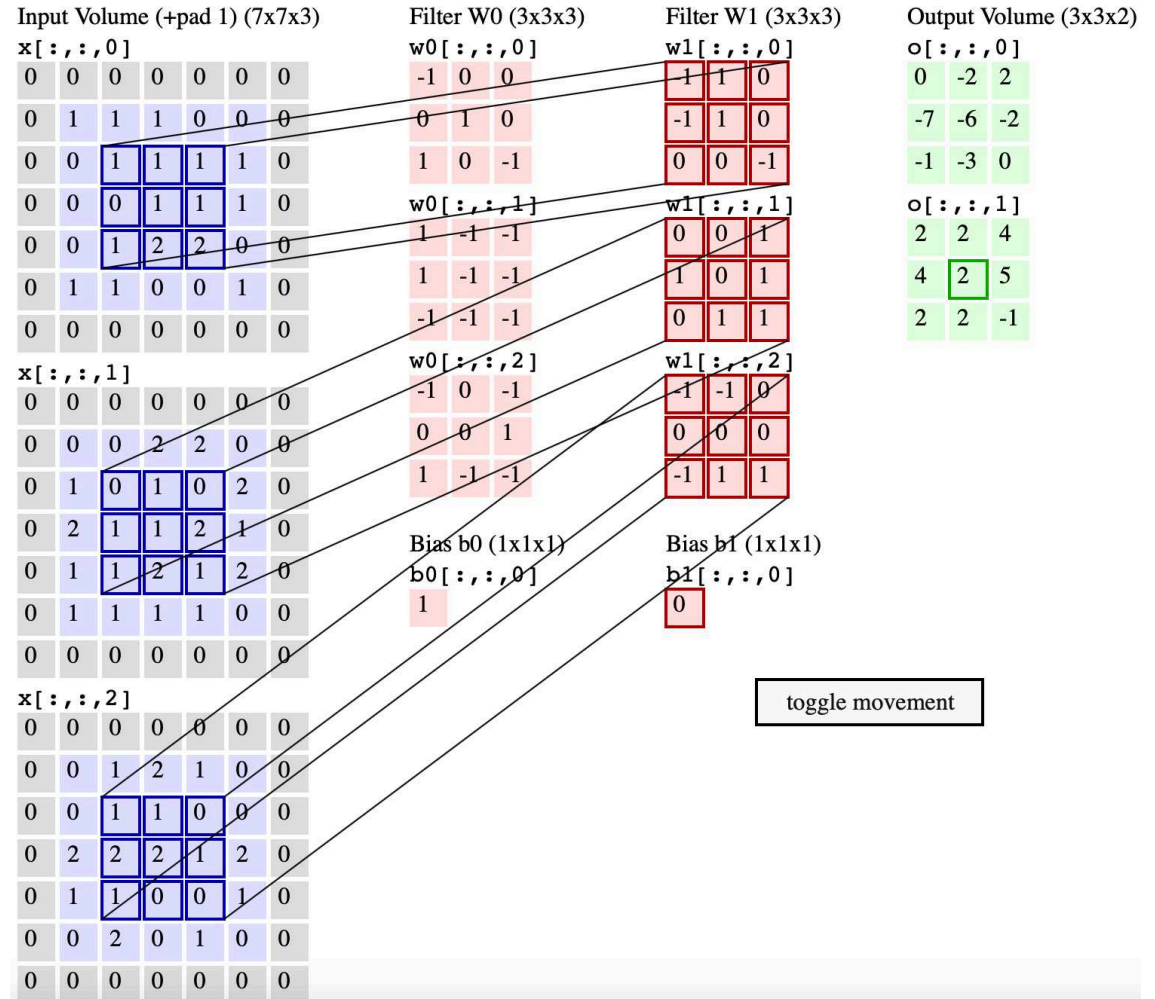 Input Volume (+pad 1) (7x7x3)
x[:,:,0]
0 0 0 0 0 0 0
0 1 1 1 0 0 0
0 0 1 1 1 1 0
0 0 0 1 1 1 0
0 0 1 2 2 0 0
0 1 1 0 0 1 0
0 0 0 0 0 0 0
x[:,:,1]
0 0 0 0 0 0 0
0 0 0 2 2 0 0
0 1 0 1 0 2 0
0 2 1 1 2 1 0
0 1 1 2 1 2 0
0 1 1 1 1 0 0
0 0 0 0 0 0 0
x[:,:,2]
0 0 0 0 0 0 0
0 0 1 2 1 0 0
0 0 1 1 0 0 0
0 2 2 2 1 2 0
0 1 1 0 0 1 0
0 0 2 0 1 0 0
0 0 0 0 0 0 0
Filter W0 (3x3x3)
w0[:,:,0]
-1 0 0
0 1 0
1 0 -1
w0[:,:,1]
1 -1 -1
1 -1 -1
-1 -1 -1
w0[:,:,2]
-1 0 -1
0 0 1
1 -1 -1
Bias b0 (1x1x1)
b0[:,:,0]
1
Filter W1 (3x3x3)
w1[:,:,0]
-1 1 0
-1 1 0
0 0 -1
w1[:,:,1]
0 0 1
1 0 1
0 1 1
w1[:,:,2]
-1 -1 0
0 0 0
-1 1 1
Bias b1 (1x1x1)
b1[:,:,0]
0
Output Volume (3x3x2)
o[:,:,0]
0 -2 2
-7 -6 -2
-1 -3 0
o[:,:,1]
2 2 4
4 2 5
2 2 -1
toggle movement